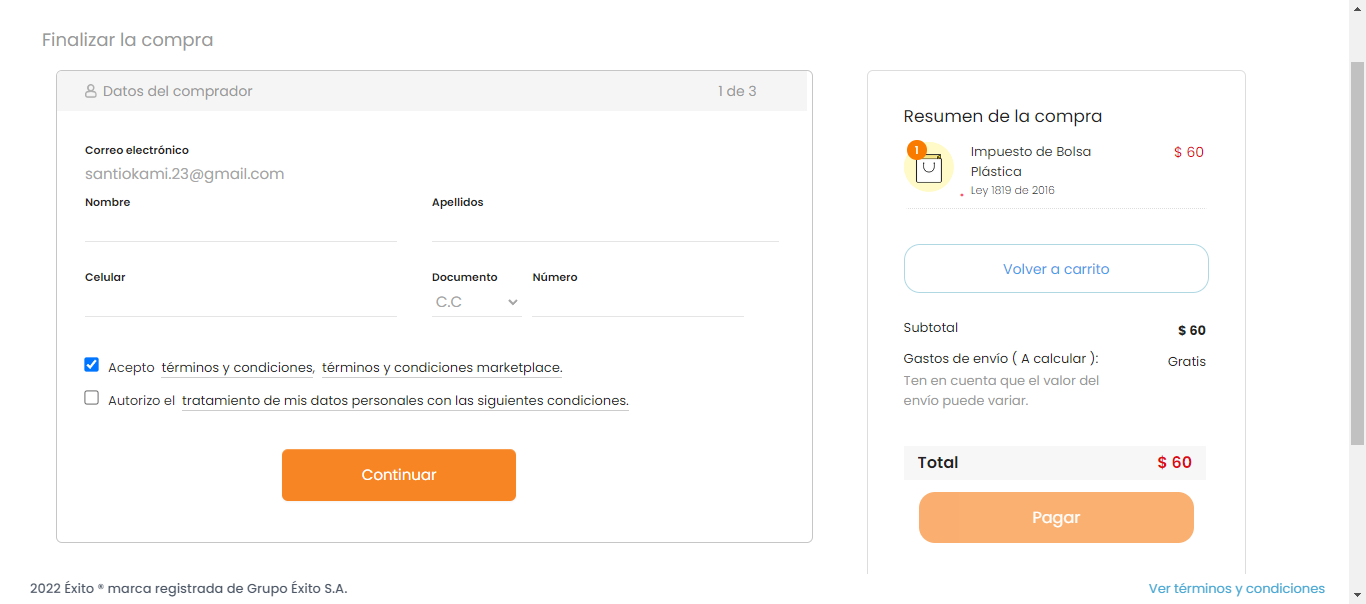 Finalizar la compra
Datos del comprador 1 de 3
Correo electrónico
santiokami.23@gmail.com
Nombre Apellidos
Celular Documento Número
C.C
Acepto términos y condiciones, términos y condiciones marketplace.
Autorizo el tratamiento de mis datos personales con las siguientes condiciones.
Continuar
Resumen de la compra
1
Impuesto de Bolsa $ 60
Plástica
Ley 1819 de 2016
Volver a carrito
Subtotal $ 60
Gastos de envío ( A calcular ): Gratis
Ten en cuenta que el valor del
envío puede variar.
Total $ 60
Pagar
2022 Éxito ® marca registrada de Grupo Éxito S.A. Ver términos y condiciones